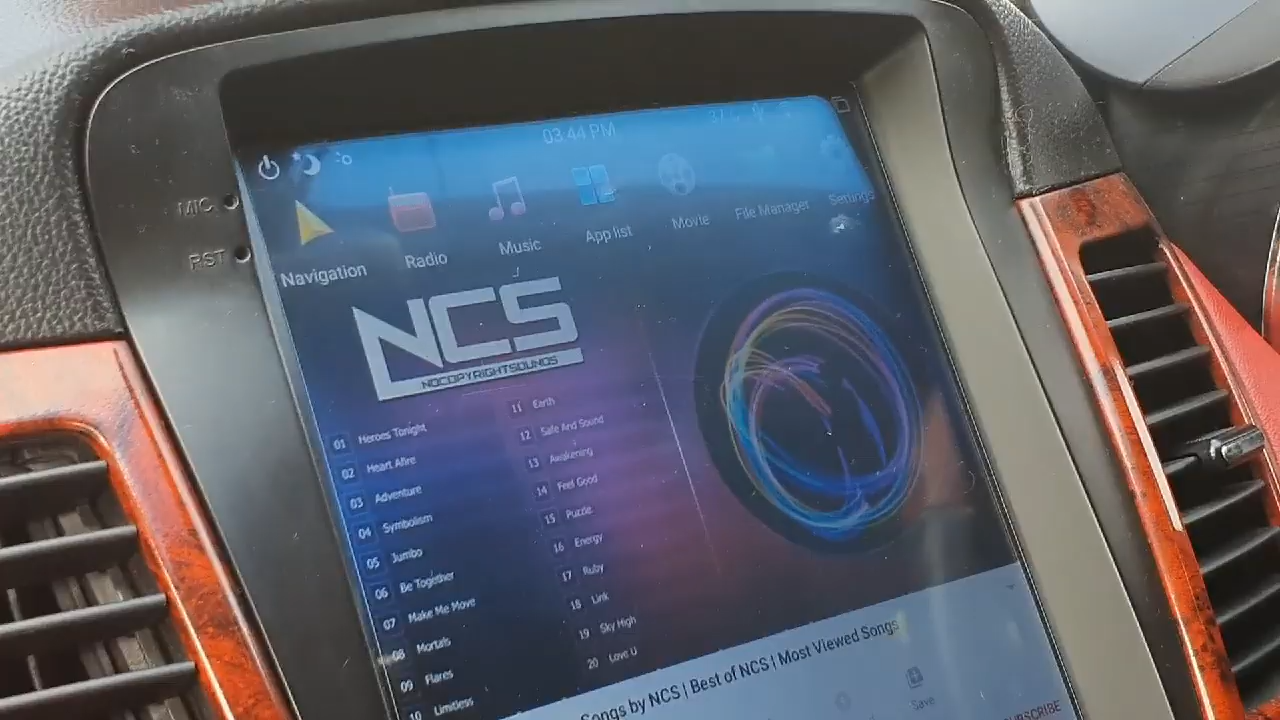 03:44 PM
MIC
RST
Navigation
Radio
Music
App list
Movie
File Manager
Settings
NCS
NOCOPYRIGHTSOUNDS
01 Heroes Tonight
02 Heart Afire
03 Adventure
04 Symbolism
05 Jumbo
06 Be Together
07 Make Me Move
08 Mortals
09 Flares
10 Limitless
11 Earth
12 Safe And Sound
13 Awakening
14 Feel Good
15 Puzzle
16 Energy
17 Ruby
18 Link
19 Sky High
20 Love U
Songs by NCS | Best of NCS | Most Viewed Songs
Save